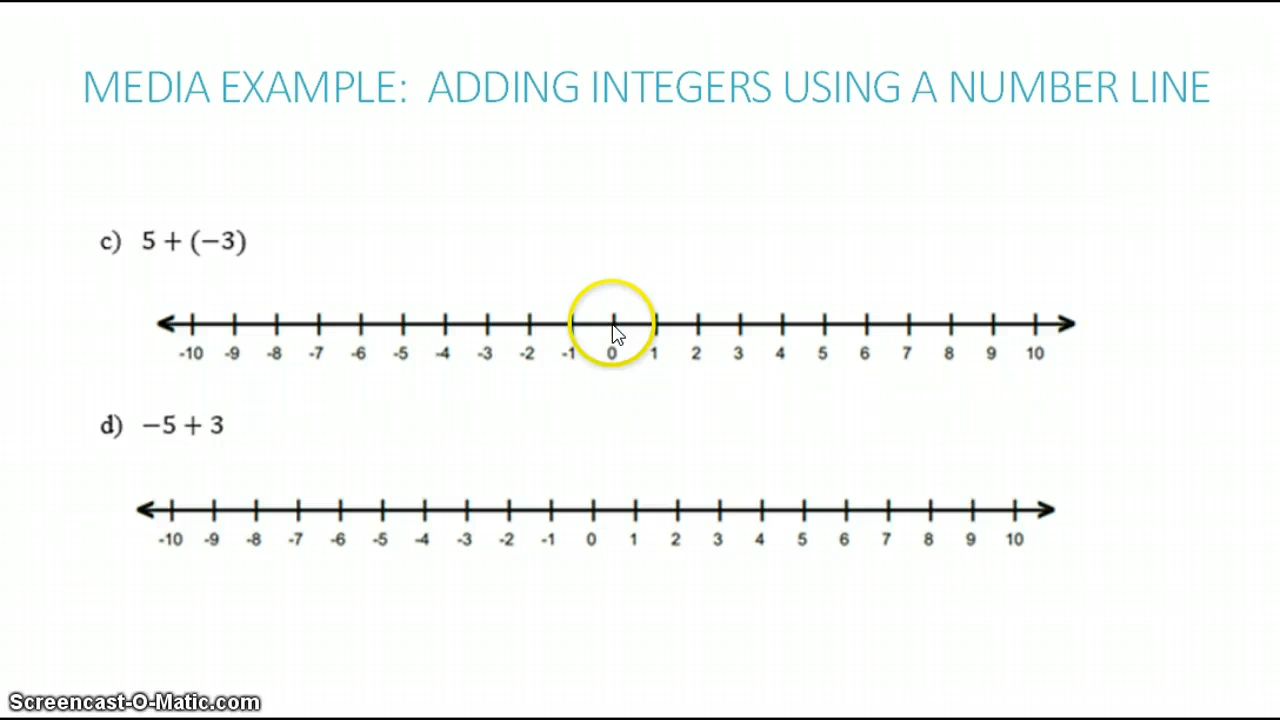 MEDIA EXAMPLE: ADDING INTEGERS USING A NUMBER LINE
c) 5 + (−3)
-10 -9 -8 -7 -6 -5 -4 -3 -2 -1 0 1 2 3 4 5 6 7 8 9 10
d) −5 + 3
-10 -9 -8 -7 -6 -5 -4 -3 -2 -1 0 1 2 3 4 5 6 7 8 9 10
Screencast-O-Matic.com